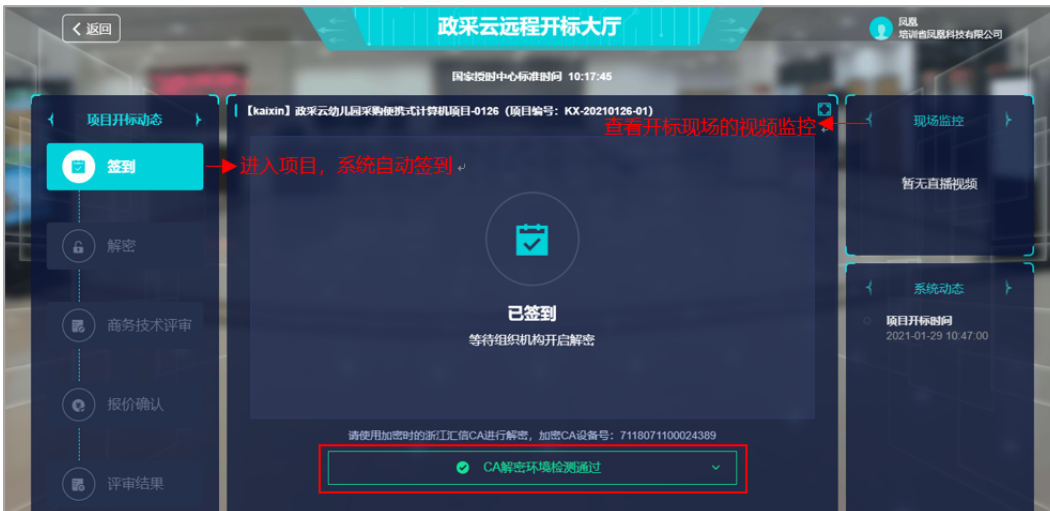 返回
政采云远程开标大厅
凤凰
培训省凤凰科技有限公司
国家授时中心标准时间 10:17:45
项目开标动态
签到
解密
商务技术评审
报价确认
评审结果
【kaixin】政采云幼儿园采购便携式计算机项目-0126（项目编号：KX-20210126-01）
查看开标现场的视频监控
进入项目，系统自动签到
已签到
等待组织机构开启解密
请使用加密时的浙江汇信CA进行解密，加密CA设备号：7118071100024389
CA解密环境检测通过
现场监控
暂无直播视频
系统动态
项目开标时间
2021-01-29 10:47:00